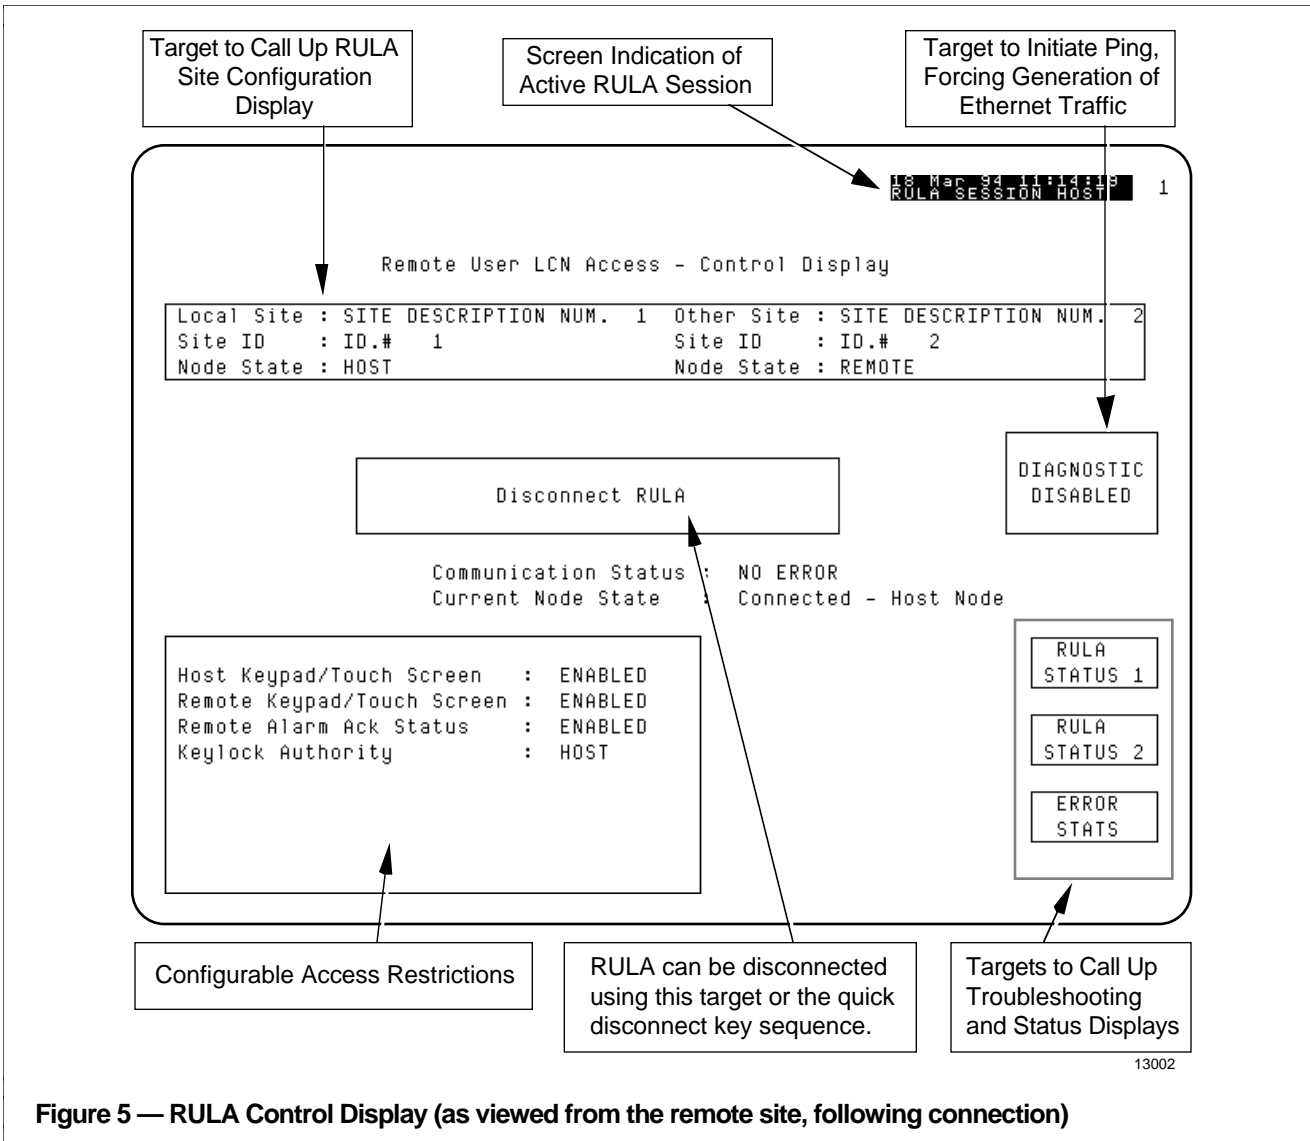 Target to Call Up RULA
Site Configuration
Display
Screen Indication of
Active RULA Session
Target to Initiate Ping,
Forcing Generation of
Ethernet Traffic
18 Mar 94 11:14:19
RULA SESSION HOST
1
Remote User LCN Access - Control Display
Local Site : SITE DESCRIPTION NUM. 1 Other Site : SITE DESCRIPTION NUM. 2
Site ID : ID.# 1 Site ID : ID.# 2
Node State : HOST Node State : REMOTE
DIAGNOSTIC
DISABLED
Disconnect RULA
Communication Status : NO ERROR
Current Node State : Connected - Host Node
Host Keypad/Touch Screen : ENABLED
Remote Keypad/Touch Screen : ENABLED
Remote Alarm Ack Status : ENABLED
Keylock Authority : HOST
RULA
STATUS 1
RULA
STATUS 2
ERROR
STATS
Configurable Access Restrictions
RULA can be disconnected
using this target or the quick
disconnect key sequence.
Targets to Call Up
Troubleshooting
and Status Displays
13002
Figure 5 — RULA Control Display (as viewed from the remote site, following connection)